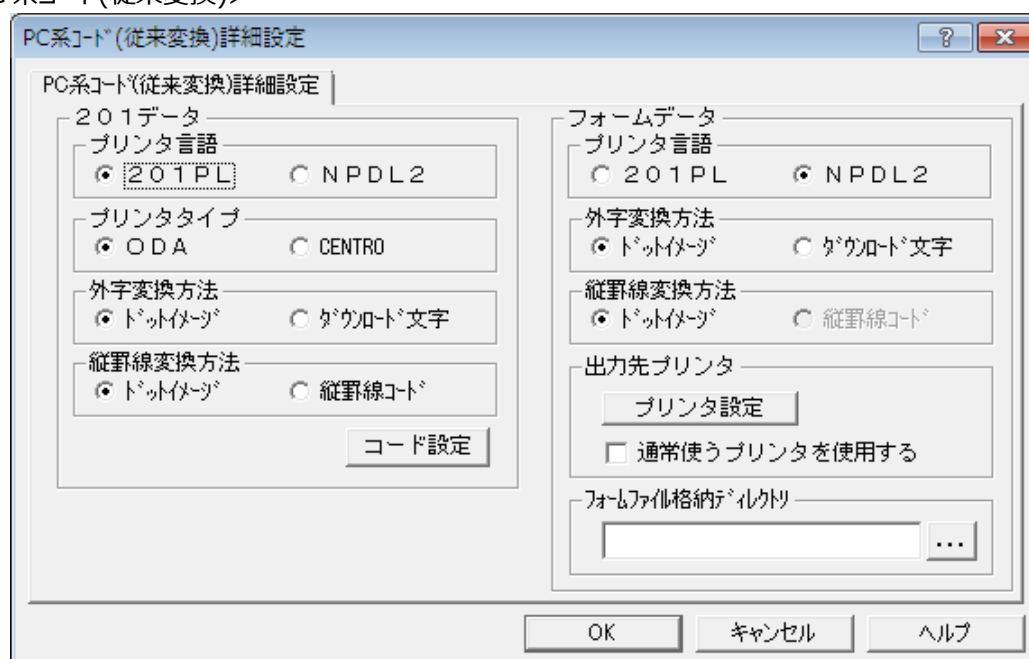 系コード(従来変換)>
PC系ｺｰﾄﾞ(従来変換)詳細設定
PC系ｺｰﾄﾞ(従来変換)詳細設定
２０１データ
プリンタ言語
２０１ＰＬ ＮＰＤＬ２
プリンタタイプ
ＯＤＡ CENTRO
外字変換方法
ﾄﾞｯﾄｲﾒｰｼﾞ ﾀﾞｳﾝﾛｰﾄﾞ文字
縦罫線変換方法
ﾄﾞｯﾄｲﾒｰｼﾞ 縦罫線ｺｰﾄﾞ
コード設定
フォームデータ
プリンタ言語
２０１ＰＬ ＮＰＤＬ２
外字変換方法
ﾄﾞｯﾄｲﾒｰｼﾞ ﾀﾞｳﾝﾛｰﾄﾞ文字
縦罫線変換方法
ﾄﾞｯﾄｲﾒｰｼﾞ 縦罫線ｺｰﾄﾞ
出力先プリンタ
プリンタ設定
通常使うプリンタを使用する
ﾌｫｰﾑﾌｧｲﾙ格納ﾃﾞｨﾚｸﾄﾘ
...
OK キャンセル ヘルプ